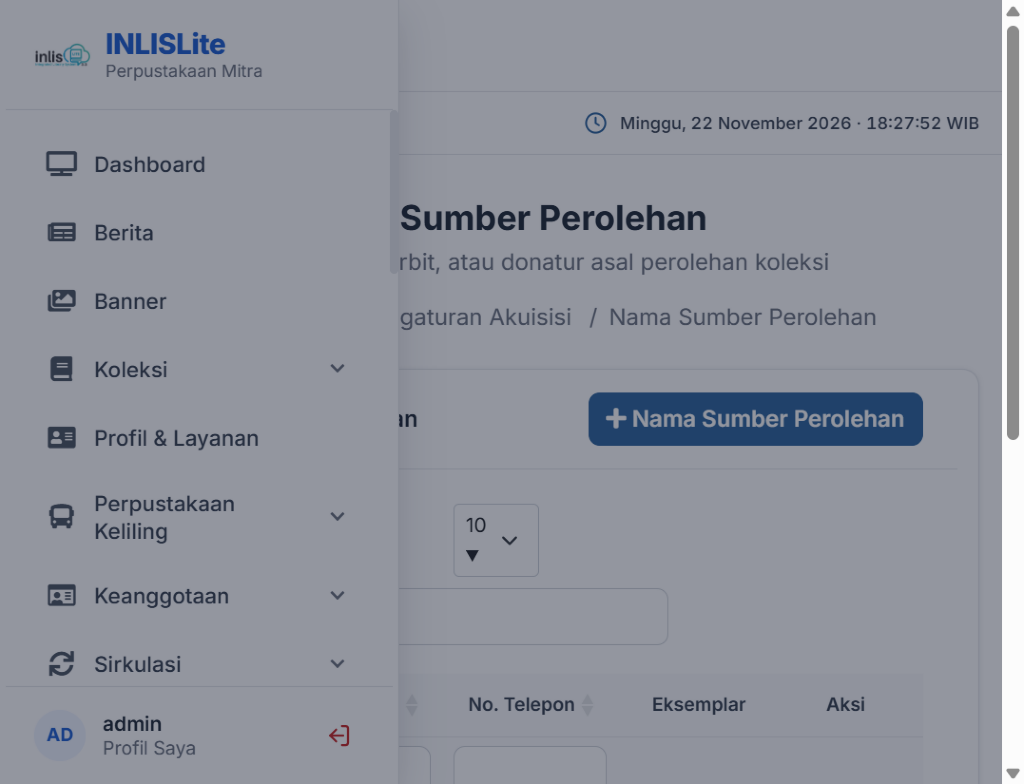 inlis
INLISLite
Perpustakaan Mitra
Dashboard
Berita
Banner
Koleksi
Profil & Layanan
Perpustakaan
Keliling
Keanggotaan
Sirkulasi
AD
admin
Profil Saya
Minggu, 22 November 2026 · 18:27:52 WIB
Sumber Perolehan
rbit, atau donatur asal perolehan koleksi
gaturan Akuisisi / Nama Sumber Perolehan
an
Nama Sumber Perolehan
10
No. Telepon
Eksemplar
Aksi